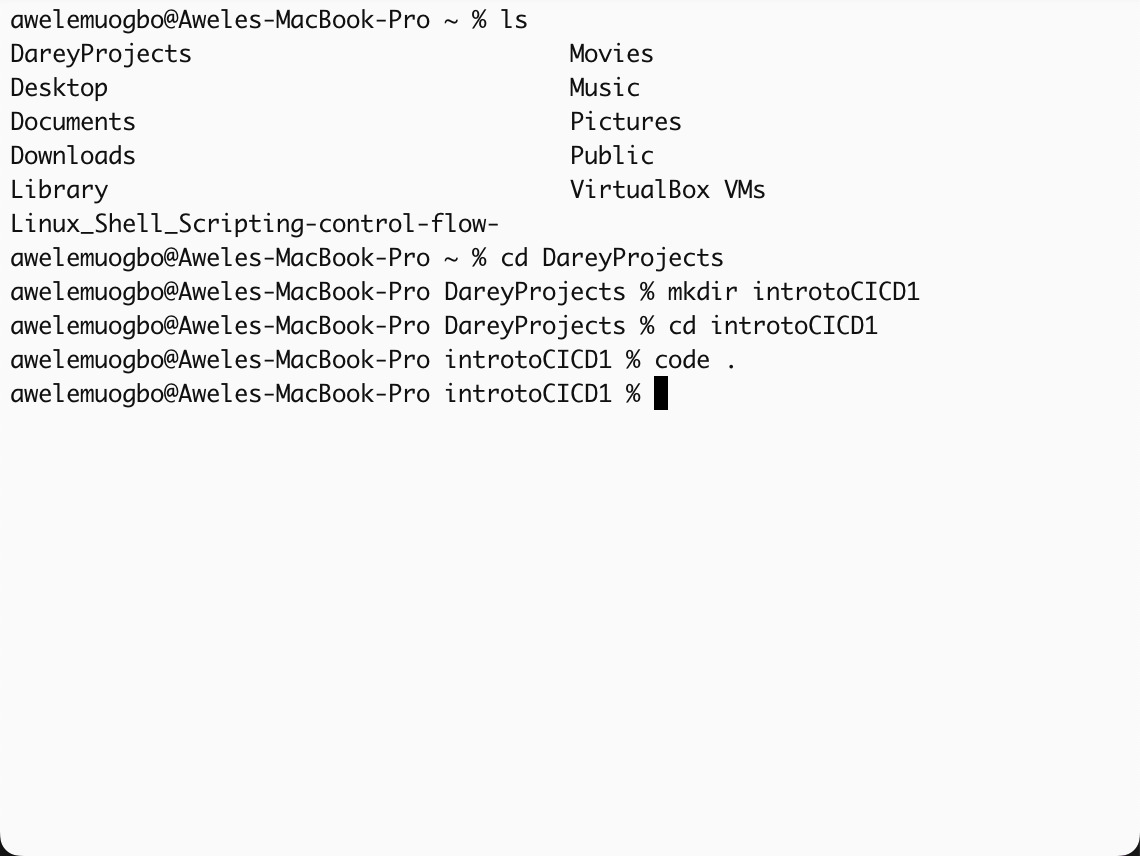 awelemuogbo@Aweles-MacBook-Pro ~ % ls
DareyProjects                           Movies
Desktop                                 Music
Documents                               Pictures
Downloads                               Public
Library                                 VirtualBox VMs
Linux_Shell_Scripting-control-flow-
awelemuogbo@Aweles-MacBook-Pro ~ % cd DareyProjects
awelemuogbo@Aweles-MacBook-Pro DareyProjects % mkdir introtoCICD1
awelemuogbo@Aweles-MacBook-Pro DareyProjects % cd introtoCICD1
awelemuogbo@Aweles-MacBook-Pro introtoCICD1 % code .
awelemuogbo@Aweles-MacBook-Pro introtoCICD1 %